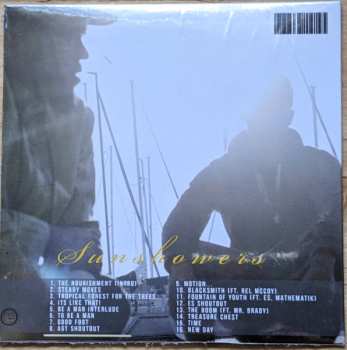 Sunshowers
1. THE NOURISHMENT (INTRO)
2. STEADY MOVES
3. TROPICAL FOREST FOR THE TREES
4. ITS LIKE THAT!
5. BE A MAN INTERLUDE
6. TO BE A MAN
7. GOOD FOOT
8. AGT SHOUTOUT
9. MOTION
10. BLACKSMITH (FT. REL MCCOY)
11. FOUNTAIN OF YOUTH (FT. ES, MATHEMATIK)
12. ES SHOUTOUT
13. THE ROOM (FT. MR. BRADY)
14. TREASURE CHEST
15. TIME
16. NEW DAY